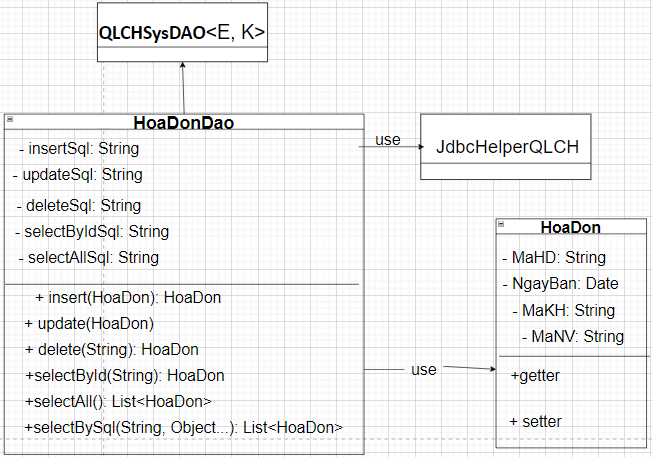 QLCHSysDAO<E, K>
HoaDonDao
- insertSql: String
- updateSql: String
- deleteSql: String
- selectByIdSql: String
- selectAllSql: String
+ insert(HoaDon): HoaDon
+ update(HoaDon)
+ delete(String): HoaDon
+selectById(String): HoaDon
+selectAll(): List<HoaDon>
+selectBySql(String, Object...): List<HoaDon>
use
JdbcHelperQLCH
use
HoaDon
- MaHD: String
- NgayBan: Date
- MaKH: String
- MaNV: String
+getter
+ setter